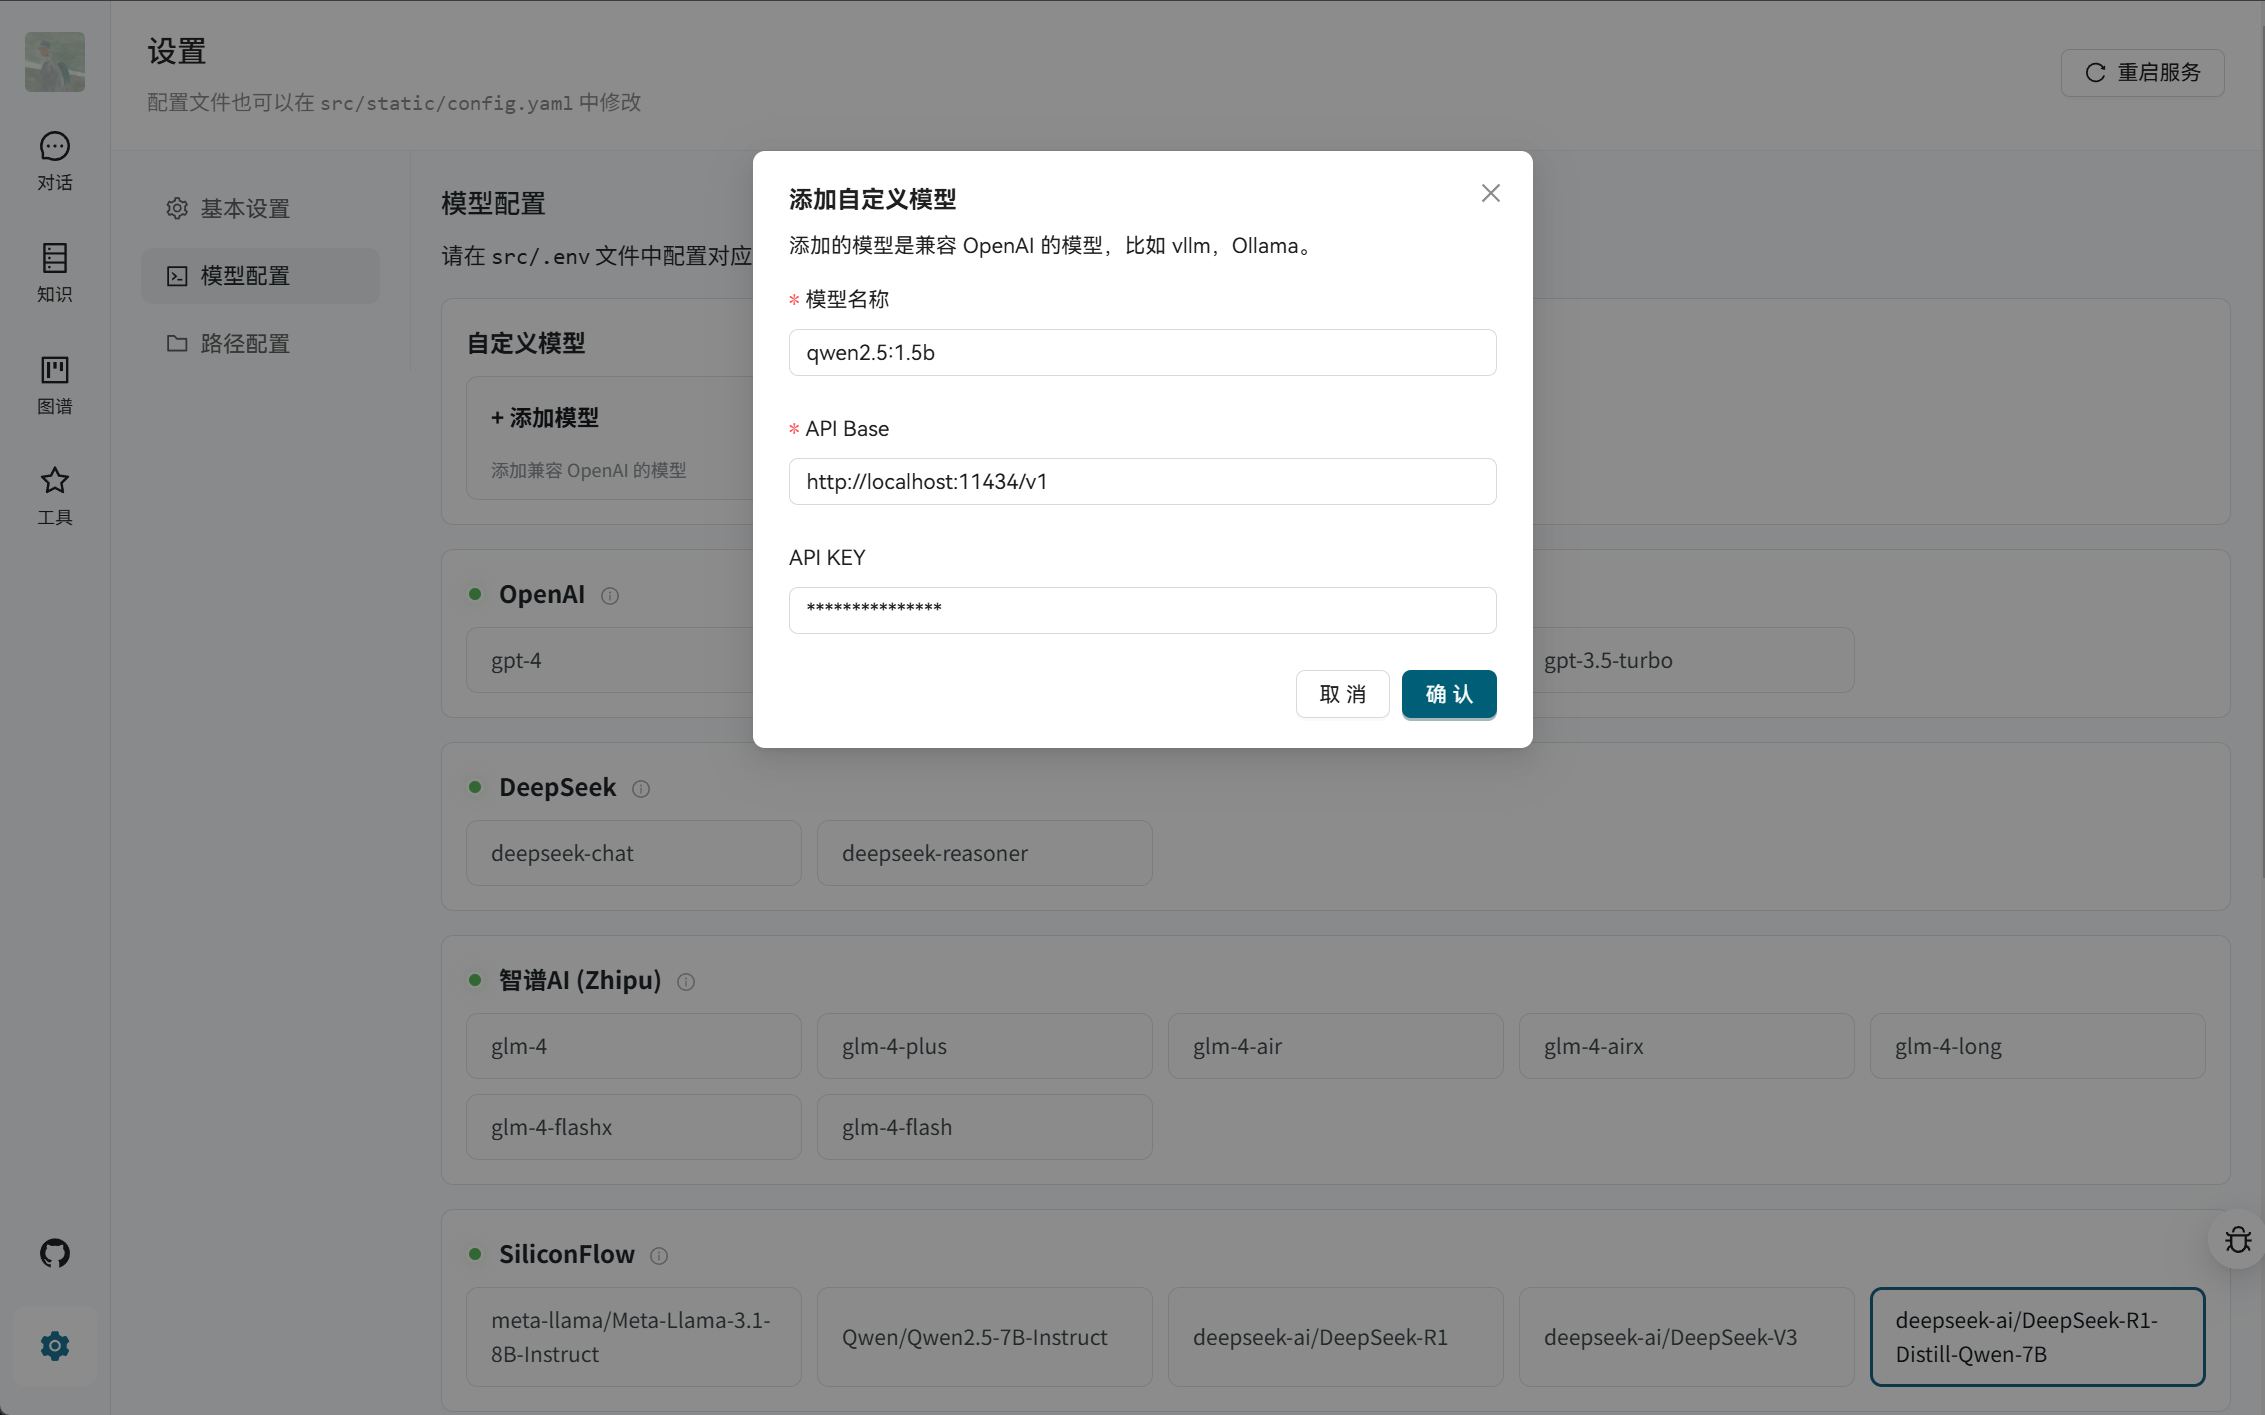 设置
配置文件也可以在 src/static/config.yaml 中修改
重启服务
对话
知识
图谱
工具
基本设置
模型配置
路径配置
模型配置
请在 src/.env 文件中配置对应
自定义模型
+ 添加模型
添加兼容 OpenAI 的模型
添加自定义模型
添加的模型是兼容 OpenAI 的模型，比如 vllm，Ollama。
* 模型名称
qwen2.5:1.5b
* API Base
http://localhost:11434/v1
API KEY
***************
取 消
确 认
OpenAI
gpt-4
gpt-3.5-turbo
DeepSeek
deepseek-chat
deepseek-reasoner
智谱AI (Zhipu)
glm-4
glm-4-plus
glm-4-air
glm-4-airx
glm-4-long
glm-4-flashx
glm-4-flash
SiliconFlow
meta-llama/Meta-Llama-3.1-
8B-Instruct
Qwen/Qwen2.5-7B-Instruct
deepseek-ai/DeepSeek-R1
deepseek-ai/DeepSeek-V3
deepseek-ai/DeepSeek-R1-
Distill-Qwen-7B